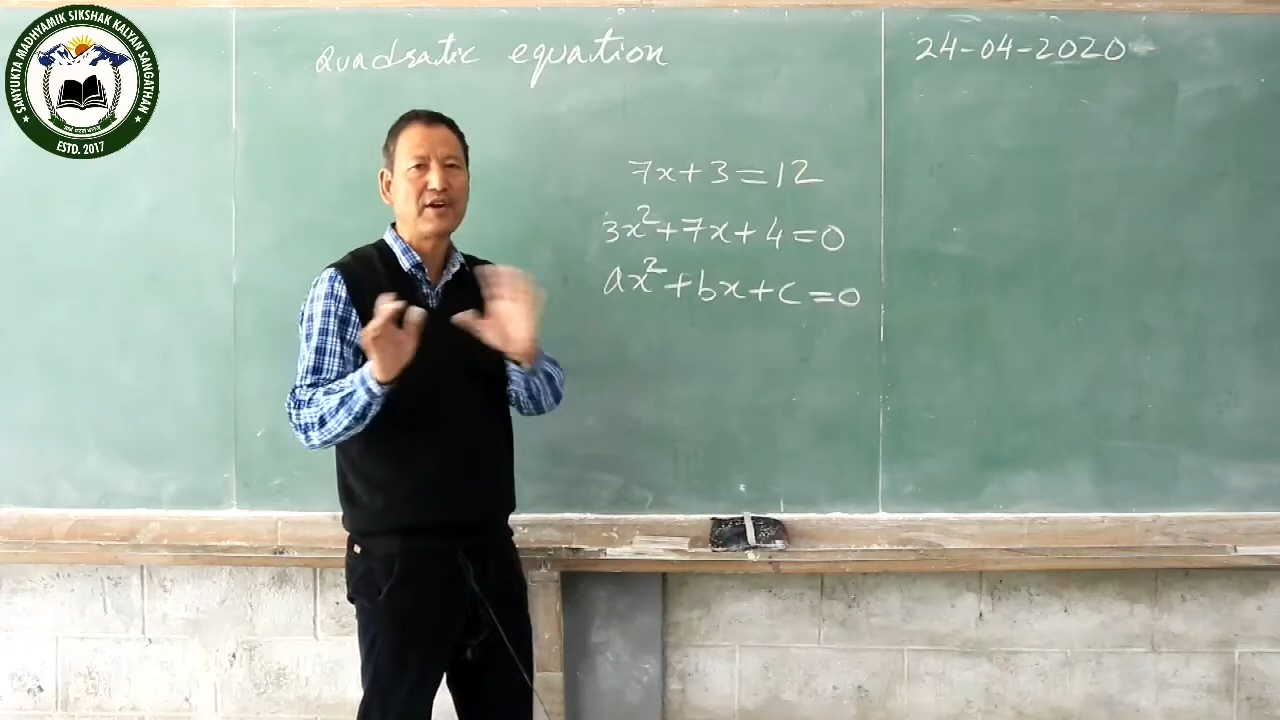 SANYUKTA MADHYAMIK SIKSHAK KALYAN SANGATHAN
ESTD. 2017
Quadratic equation
24-04-2020
7x+3=12
3x²+7x+4=0
ax²+bx+c=0